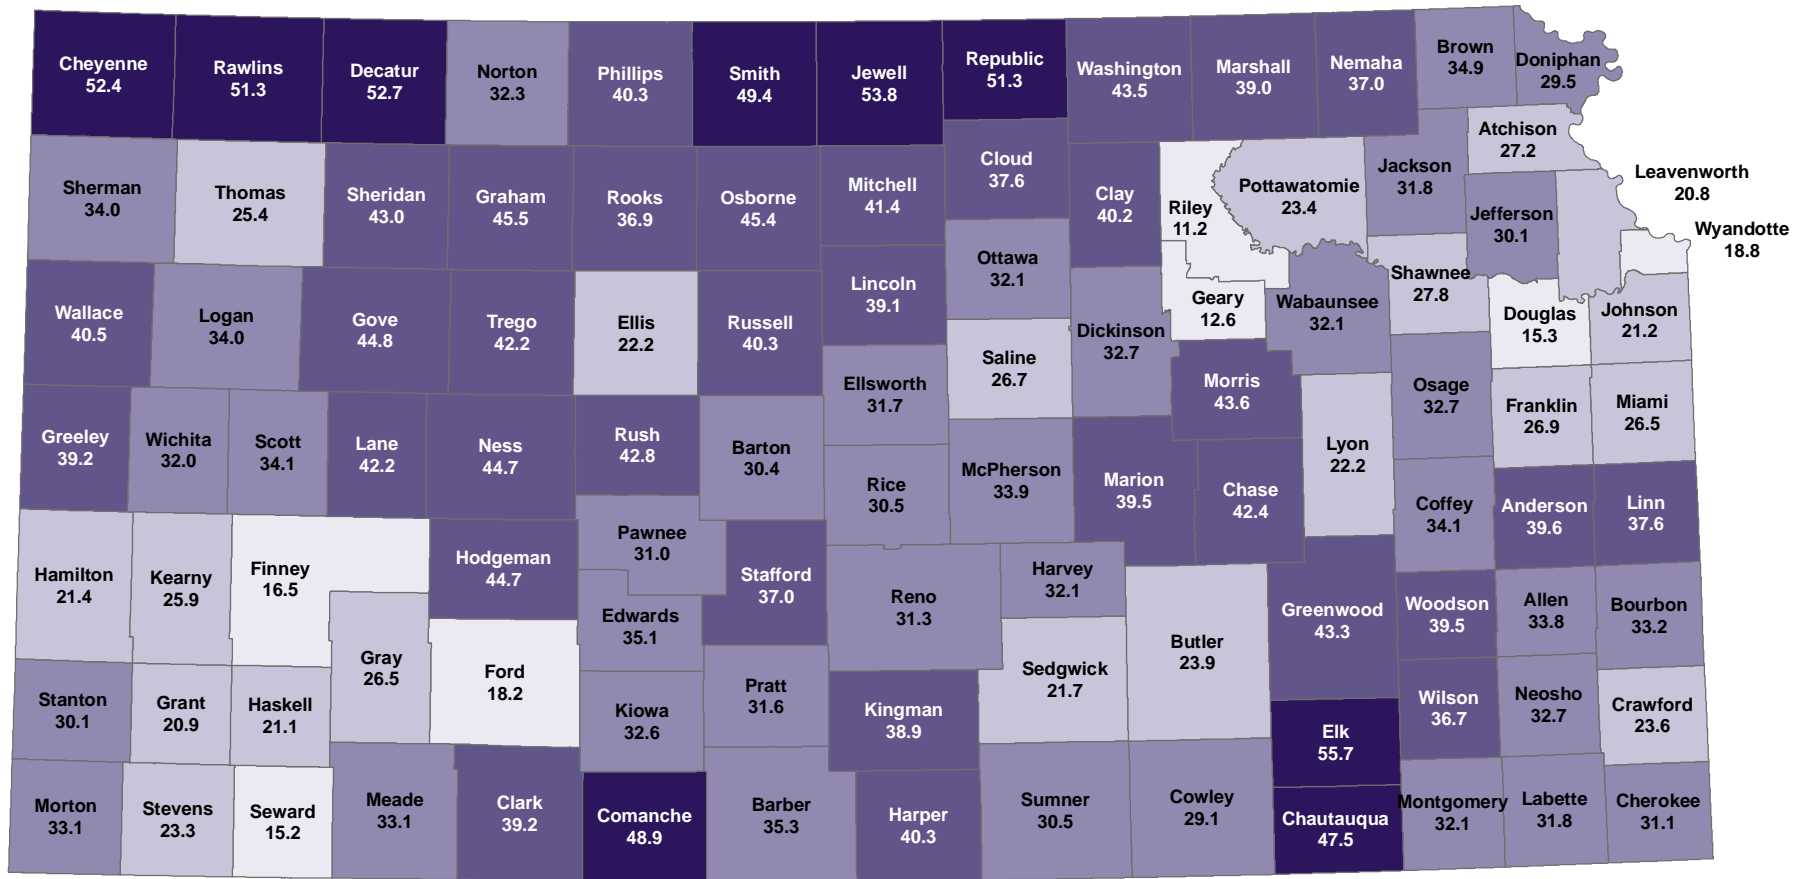 Cheyenne
52.4
Rawlins
51.3
Decatur
52.7
Norton
32.3
Phillips
40.3
Smith
49.4
Jewell
53.8
Republic
51.3
Washington
43.5
Marshall
39.0
Nemaha
37.0
Brown
34.9
Doniphan
29.5
Atchison
27.2
Sherman
34.0
Thomas
25.4
Sheridan
43.0
Graham
45.5
Rooks
36.9
Osborne
45.4
Mitchell
41.4
Cloud
37.6
Clay
40.2
Riley
11.2
Pottawatomie
23.4
Jackson
31.8
Jefferson
30.1
Leavenworth
20.8
Wyandotte
18.8
Wallace
40.5
Logan
34.0
Gove
44.8
Trego
42.2
Ellis
22.2
Russell
40.3
Lincoln
39.1
Ottawa
32.1
Saline
26.7
Dickinson
32.7
Geary
12.6
Wabaunsee
32.1
Shawnee
27.8
Douglas
15.3
Johnson
21.2
Greeley
39.2
Wichita
32.0
Scott
34.1
Lane
42.2
Ness
44.7
Rush
42.8
Barton
30.4
Ellsworth
31.7
Rice
30.5
McPherson
33.9
Marion
39.5
Morris
43.6
Chase
42.4
Lyon
22.2
Osage
32.7
Franklin
26.9
Miami
26.5
Coffey
34.1
Anderson
39.6
Linn
37.6
Hamilton
21.4
Kearny
25.9
Finney
16.5
Hodgeman
44.7
Pawnee
31.0
Stafford
37.0
Edwards
35.1
Reno
31.3
Harvey
32.1
Butler
23.9
Greenwood
43.3
Woodson
39.5
Allen
33.8
Bourbon
33.2
Stanton
30.1
Grant
20.9
Haskell
21.1
Gray
26.5
Ford
18.2
Kiowa
32.6
Pratt
31.6
Kingman
38.9
Sedgwick
21.7
Elk
55.7
Wilson
36.7
Neosho
32.7
Crawford
23.6
Morton
33.1
Stevens
23.3
Seward
15.2
Meade
33.1
Clark
39.2
Comanche
48.9
Barber
35.3
Harper
40.3
Sumner
30.5
Cowley
29.1
Chautauqua
47.5
Montgomery
32.1
Labette
31.8
Cherokee
31.1